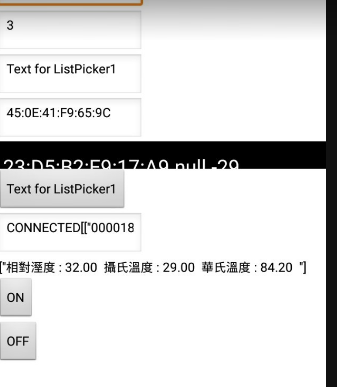 3
Text for ListPicker1
45:0E:41:F9:65:9C
23:D5:B2:F9:17:A9 null -29
Text for ListPicker1
CONNECTED[["000018
["相對溼度 : 32.00 攝氏溫度 : 29.00 華氏溫度 : 84.20 "]
ON
OFF